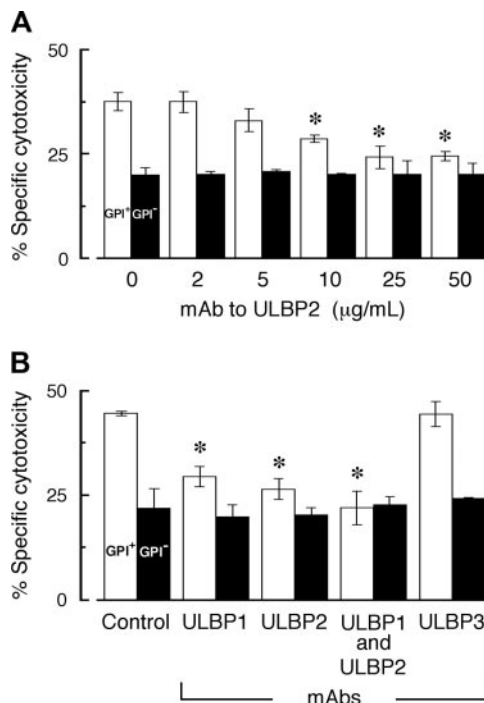 A
50
25
0
% Specific cytotoxicity
* * *
GPI+ GPI-
0 2 5 10 25 50
mAb to ULBP2 (μg/mL)
B
50
25
0
% Specific cytotoxicity
* * *
GPI+ GPI-
Control ULBP1 ULBP2 ULBP1 and ULBP2 ULBP3
mAbs